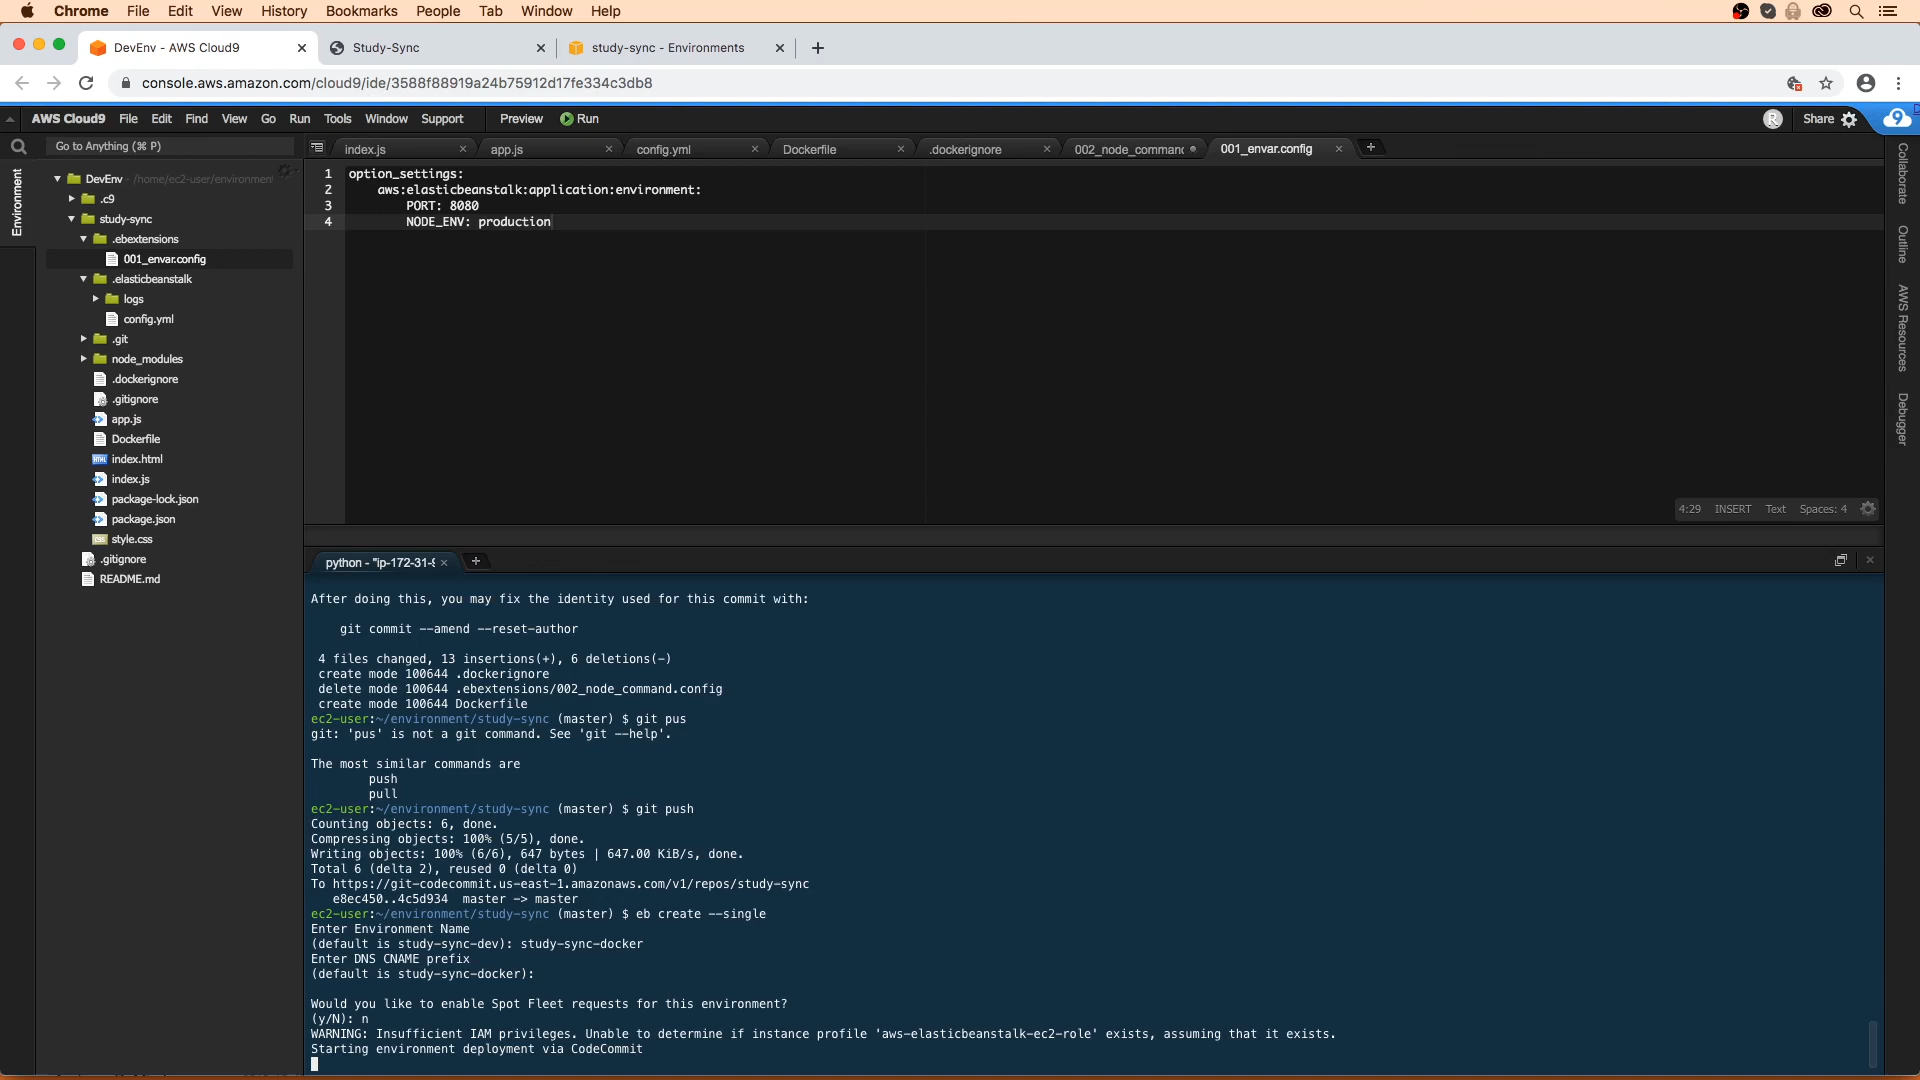 Chrome File Edit View History Bookmarks People Tab Window Help
DevEnv - AWS Cloud9
Study-Sync
study-sync - Environments
console.aws.amazon.com/cloud9/ide/3588f88919a24b75912d17fe334c3db8
AWS Cloud9 File Edit Find View Go Run Tools Window Support Preview Run
R Share 9
Go to Anything (⌘ P)
index.js
app.js
config.yml
Dockerfile
.dockerignore
002_node_command
001_envar.config
Environment
DevEnv - /home/ec2-user/environment
.c9
study-sync
.ebextensions
001_envar.config
.elasticbeanstalk
logs
config.yml
.git
node_modules
.dockerignore
.gitignore
app.js
Dockerfile
index.html
index.js
package-lock.json
package.json
style.css
.gitignore
README.md
1 option_settings:
2 aws:elasticbeanstalk:application:environment:
3 PORT: 8080
4 NODE_ENV: production
4:29 INSERT Text Spaces: 4
Collaborate
Outline
AWS Resources
Debugger
python - "ip-172-31-8
After doing this, you may fix the identity used for this commit with:
git commit --amend --reset-author
4 files changed, 13 insertions(+), 6 deletions(-)
create mode 100644 .dockerignore
delete mode 100644 .ebextensions/002_node_command.config
create mode 100644 Dockerfile
ec2-user:~/environment/study-sync (master) $ git pus
git: 'pus' is not a git command. See 'git --help'.
The most similar commands are
push
pull
ec2-user:~/environment/study-sync (master) $ git push
Counting objects: 6, done.
Compressing objects: 100% (5/5), done.
Writing objects: 100% (6/6), 647 bytes | 647.00 KiB/s, done.
Total 6 (delta 2), reused 0 (delta 0)
To https://git-codecommit.us-east-1.amazonaws.com/v1/repos/study-sync
e8ec450..4c5d934  master -> master
ec2-user:~/environment/study-sync (master) $ eb create --single
Enter Environment Name
(default is study-sync-dev): study-sync-docker
Enter DNS CNAME prefix
(default is study-sync-docker):
Would you like to enable Spot Fleet requests for this environment?
(y/N): n
WARNING: Insufficient IAM privileges. Unable to determine if instance profile 'aws-elasticbeanstalk-ec2-role' exists, assuming that it exists.
Starting environment deployment via CodeCommit